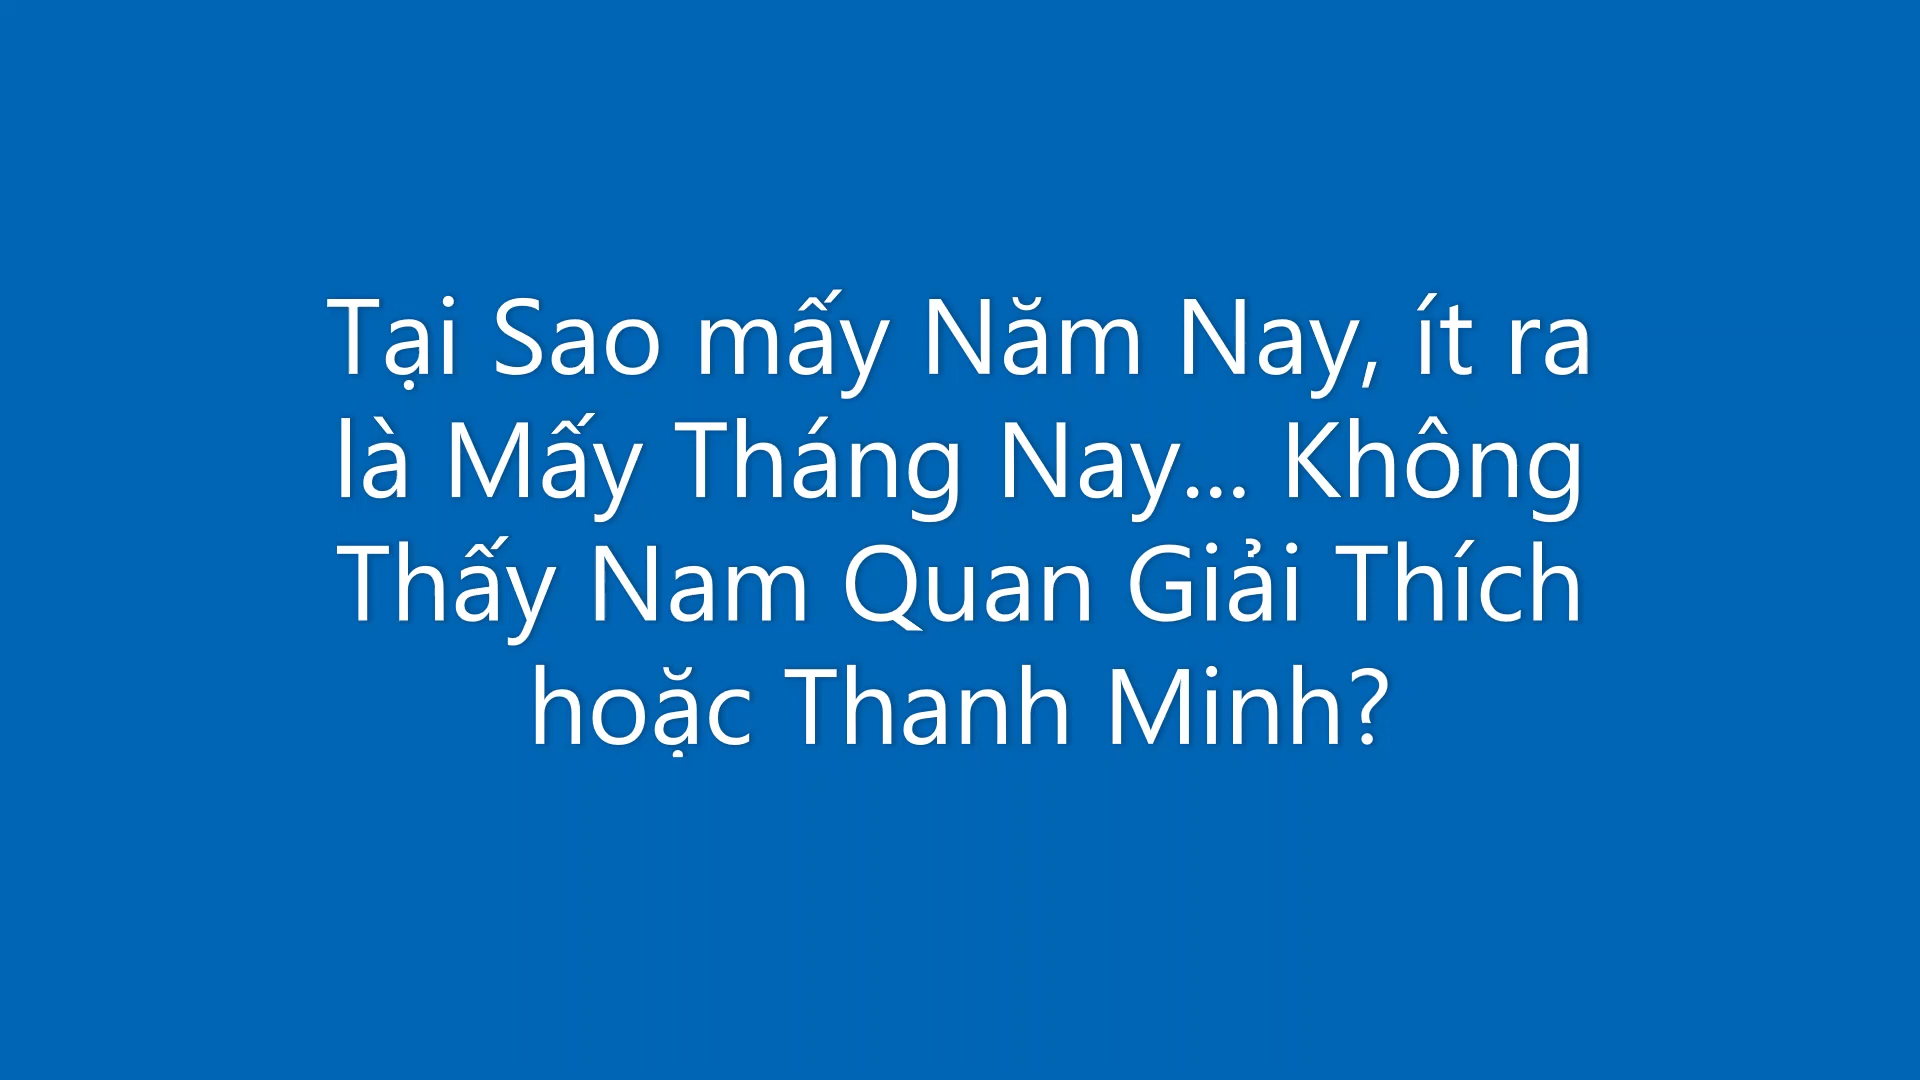 Tại Sao mấy Năm Nay, ít ra
là Mấy Tháng Nay... Không
Thấy Nam Quan Giải Thích
hoặc Thanh Minh?